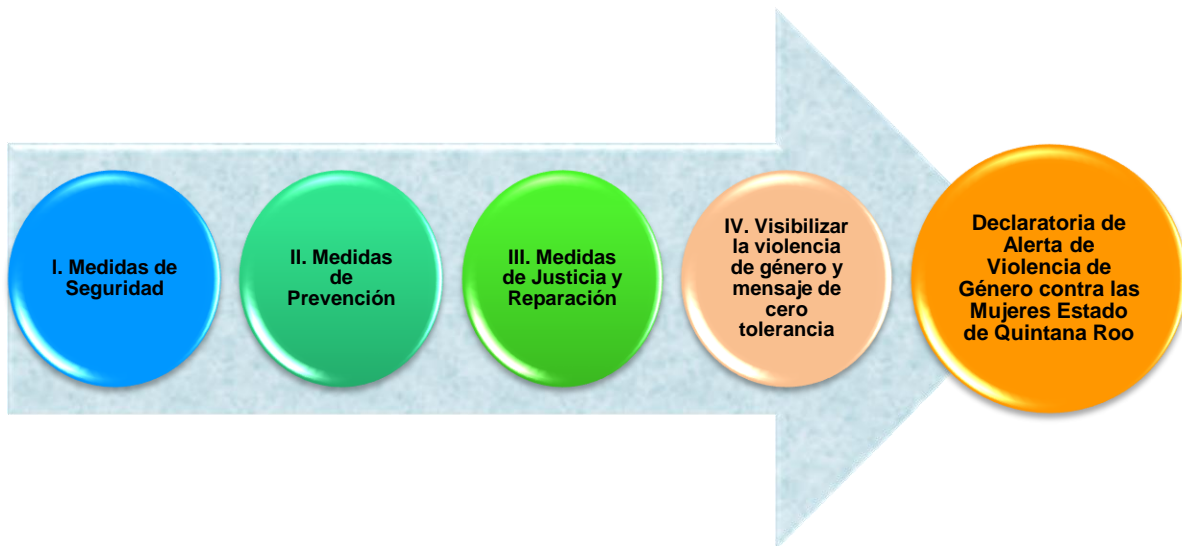 I. Medidas de
Seguridad
II. Medidas
de
Prevención
III. Medidas
de Justicia y
Reparación
IV. Visibilizar
la violencia
de género y
mensaje de
cero
tolerancia
Declaratoria de
Alerta de
Violencia de
Género contra las
Mujeres Estado
de Quintana Roo